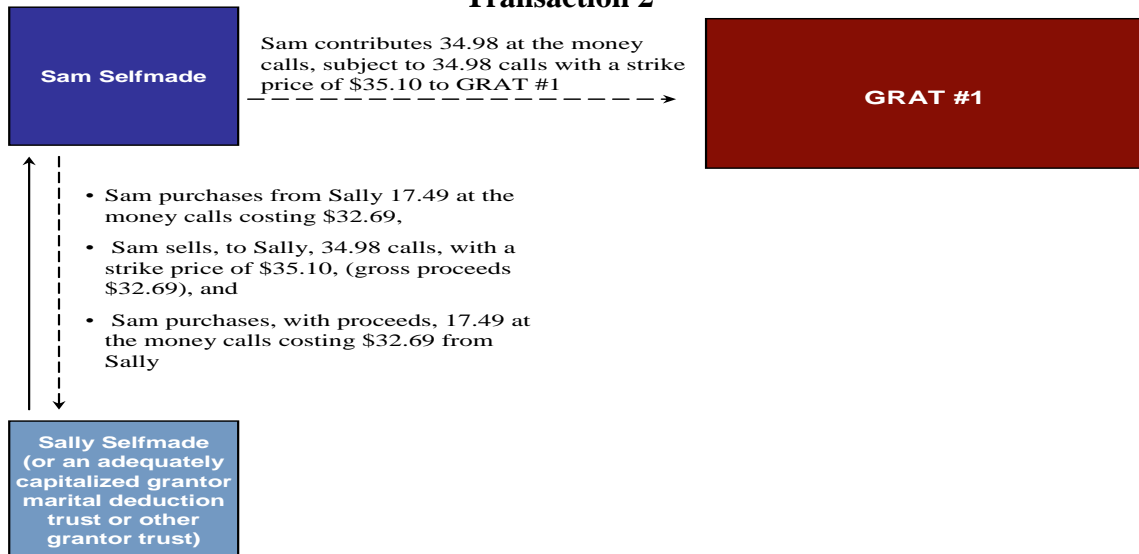 Transaction 2
Sam Selfmade
Sam contributes 34.98 at the money
calls, subject to 34.98 calls with a strike
price of $35.10 to GRAT #1
GRAT #1
• Sam purchases from Sally 17.49 at the
money calls costing $32.69,
• Sam sells, to Sally, 34.98 calls, with a
strike price of $35.10, (gross proceeds
$32.69), and
• Sam purchases, with proceeds, 17.49 at
the money calls costing $32.69 from
Sally
Sally Selfmade
(or an adequately
capitalized grantor
marital deduction
trust or other
grantor trust)